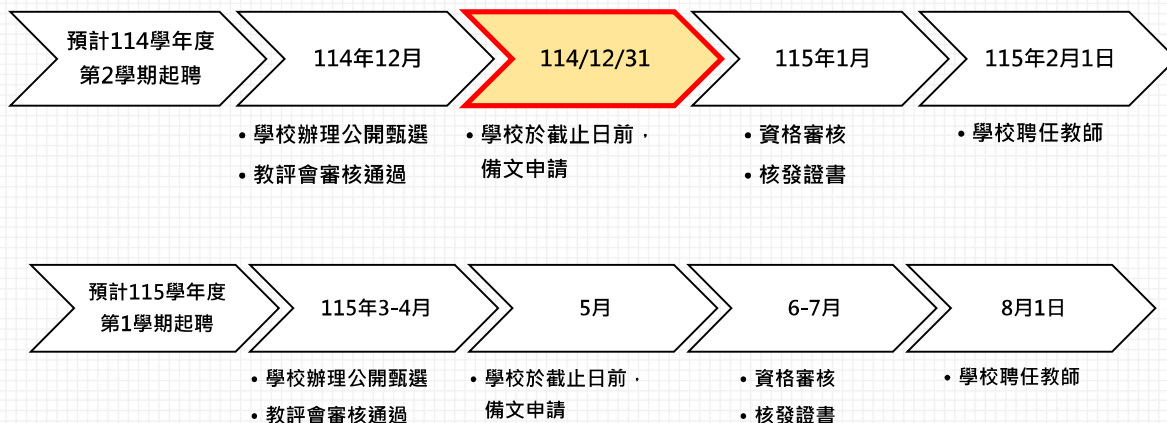 預計114學年度
第2學期起聘
114年12月
114/12/31
115年1月
115年2月1日
• 學校辦理公開甄選
• 教評會審核通過
• 學校於截止日前，
備文申請
• 資格審核
• 核發證書
• 學校聘任教師
預計115學年度
第1學期起聘
115年3-4月
5月
6-7月
8月1日
• 學校辦理公開甄選
• 教評會審核通過
• 學校於截止日前，
備文申請
• 資格審核
• 核發證書
• 學校聘任教師